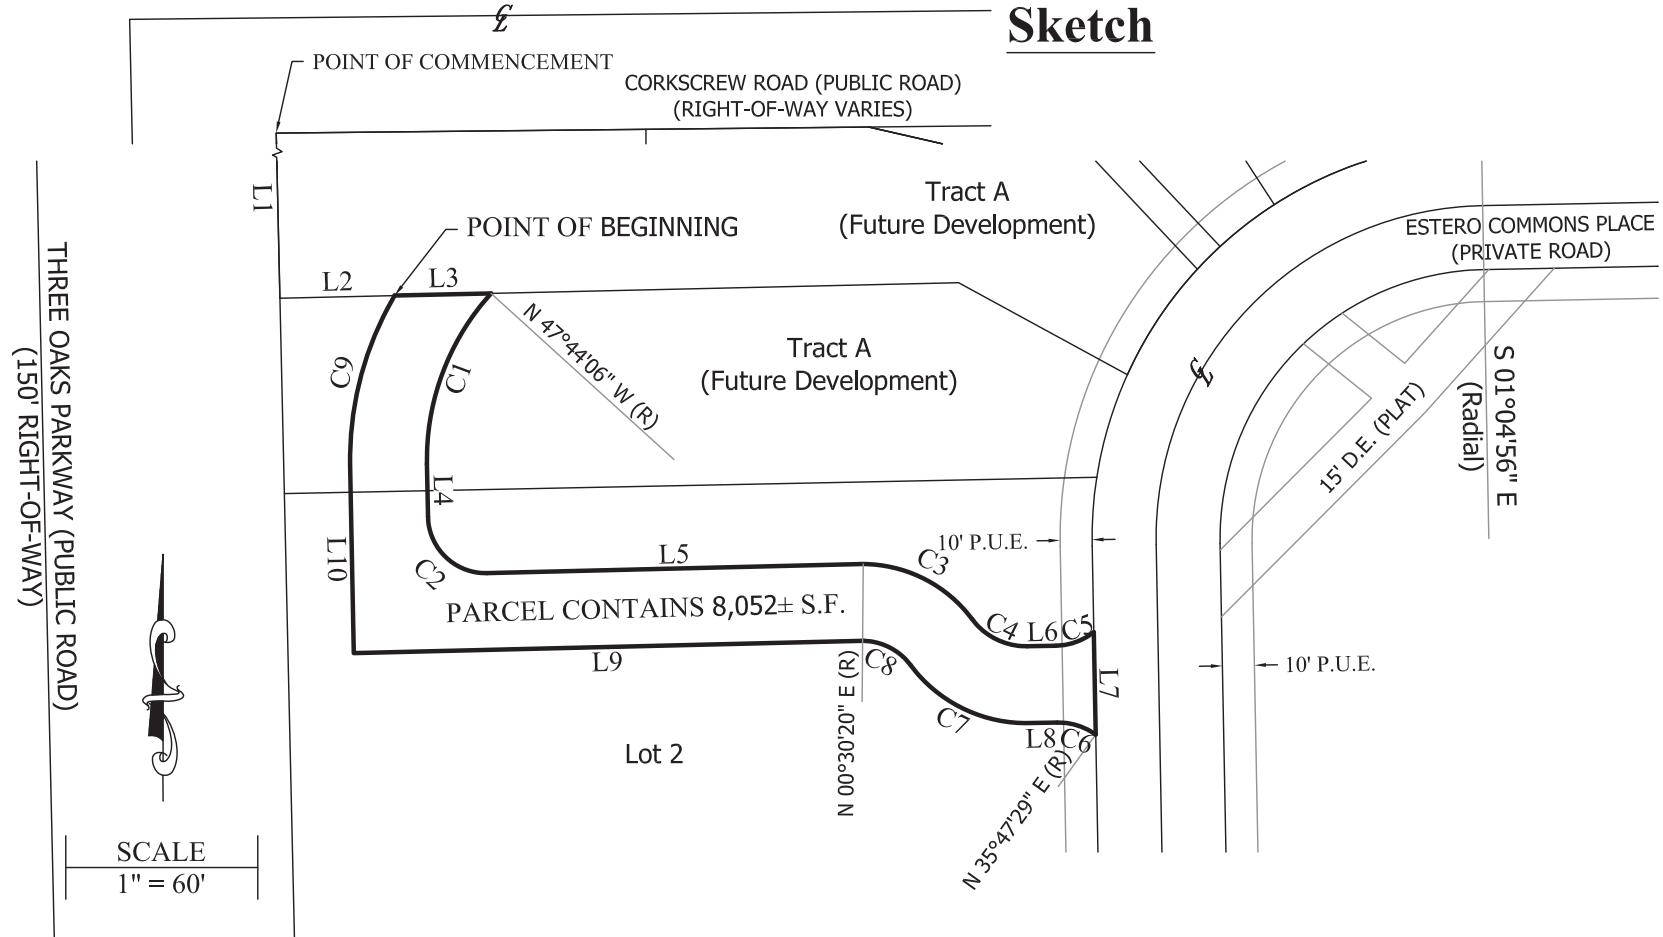 Sketch
℄
POINT OF COMMENCEMENT
CORKSCREW ROAD (PUBLIC ROAD)
(RIGHT-OF-WAY VARIES)
L1
Tract A
(Future Development)
POINT OF BEGINNING
ESTERO COMMONS PLACE
(PRIVATE ROAD)
L2
L3
THREE OAKS PARKWAY (PUBLIC ROAD)
(150' RIGHT-OF-WAY)
N 47°44'06" W (R)
C9
C1
Tract A
(Future Development)
℄
S 01°04'56" E
(Radial)
15' D.E. (PLAT)
L4
L10
C2
L5
10' P.U.E.
C3
PARCEL CONTAINS 8,052± S.F.
C4
L6
C5
L9
C8
N 00°30'20" E (R)
L7
10' P.U.E.
C7
L8
C6
N 35°47'29" E (R)
Lot 2
SCALE
1" = 60'